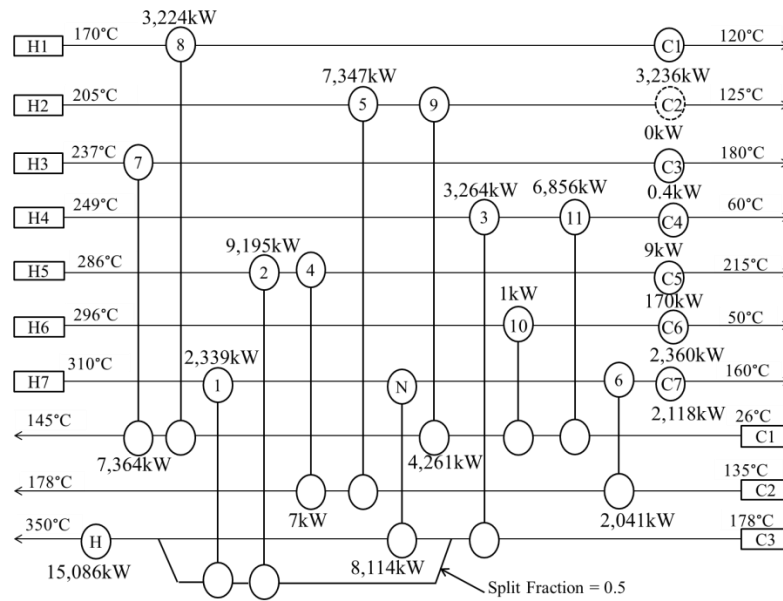 3,224kW
H1 170°C 8 C1 120°C
7,347kW 3,236kW
H2 205°C 5 9 C2 125°C
0kW
H3 237°C 7 C3 180°C
3,264kW 6,856kW 0.4kW
H4 249°C 3 11 C4 60°C
9,195kW 9kW
H5 286°C 2 4 C5 215°C
1kW 170kW
H6 296°C 10 C6 50°C
2,339kW 2,360kW
H7 310°C 1 N 6 C7 160°C
2,118kW
145°C 26°C C1
7,364kW 4,261kW
178°C 135°C C2
7kW 2,041kW
350°C H 178°C C3
15,086kW 8,114kW
Split Fraction = 0.5